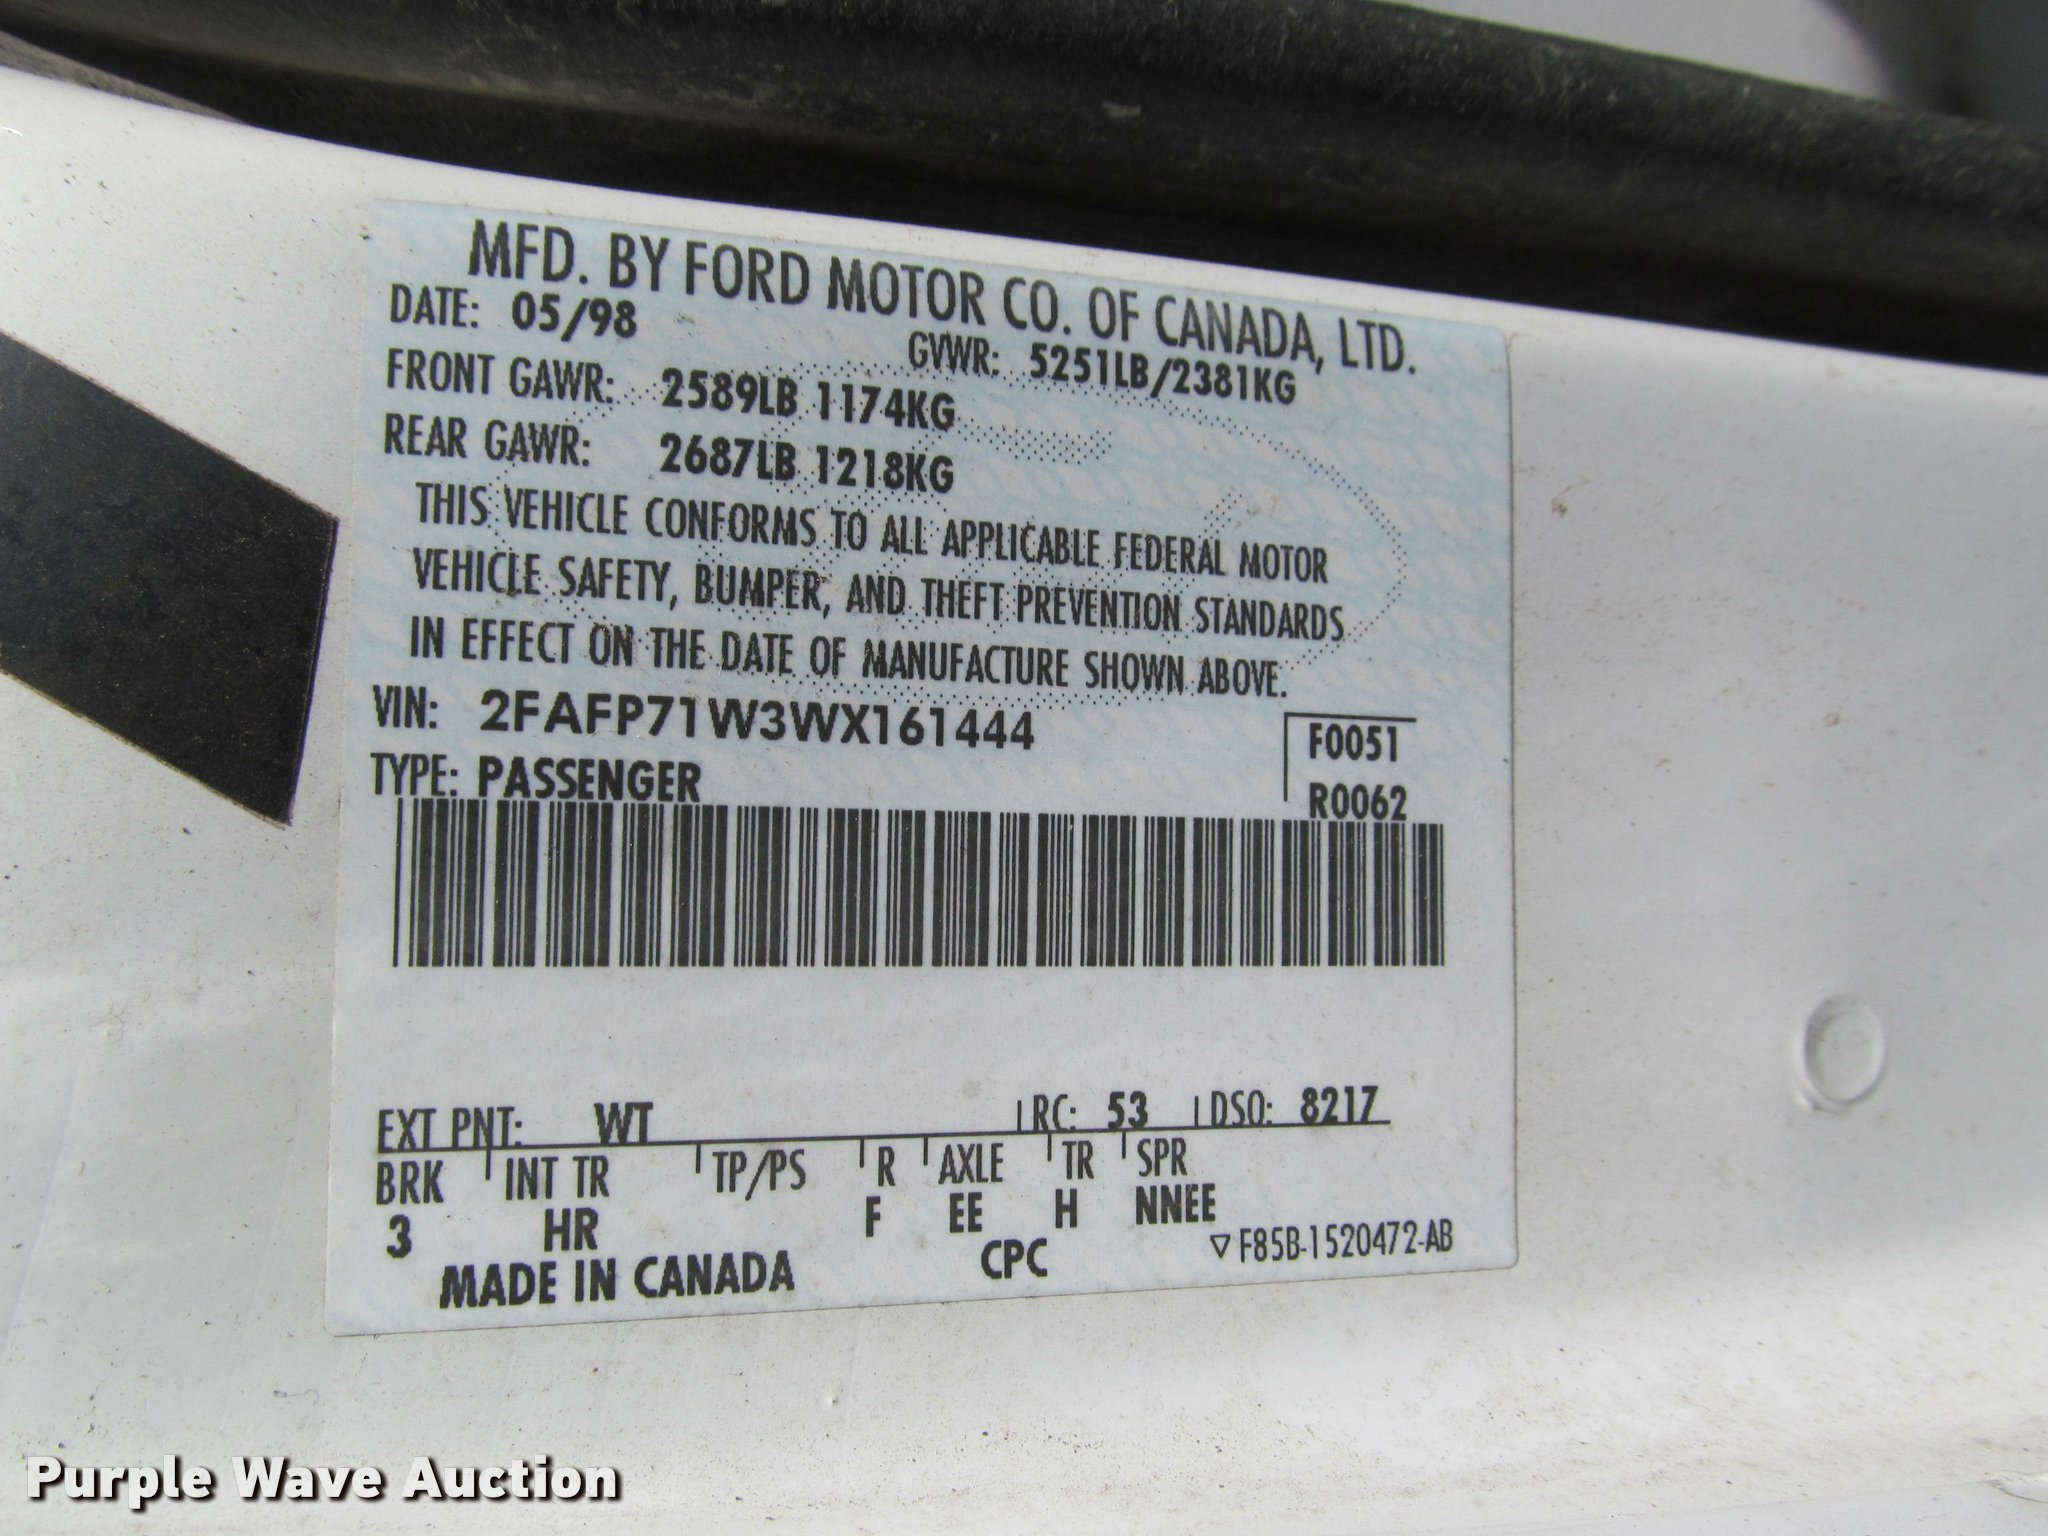 MFD. BY FORD MOTOR CO. OF CANADA, LTD.
DATE: 05/98 GVWR: 5251LB/2381KG
FRONT GAWR: 2589LB 1174KG
REAR GAWR: 2687LB 1218KG
THIS VEHICLE CONFORMS TO ALL APPLICABLE FEDERAL MOTOR
VEHICLE SAFETY, BUMPER, AND THEFT PREVENTION STANDARDS
IN EFFECT ON THE DATE OF MANUFACTURE SHOWN ABOVE.
VIN: 2FAFP71W3WX161444 F0051
TYPE: PASSENGER R0062
EXT PNT: WT RC: 53 DSO: 8217
BRK INT TR TP/PS R AXLE TR SPR
3 HR F EE H NNEE
MADE IN CANADA CPC ▽F85B-1520472-AB
Purple Wave Auction